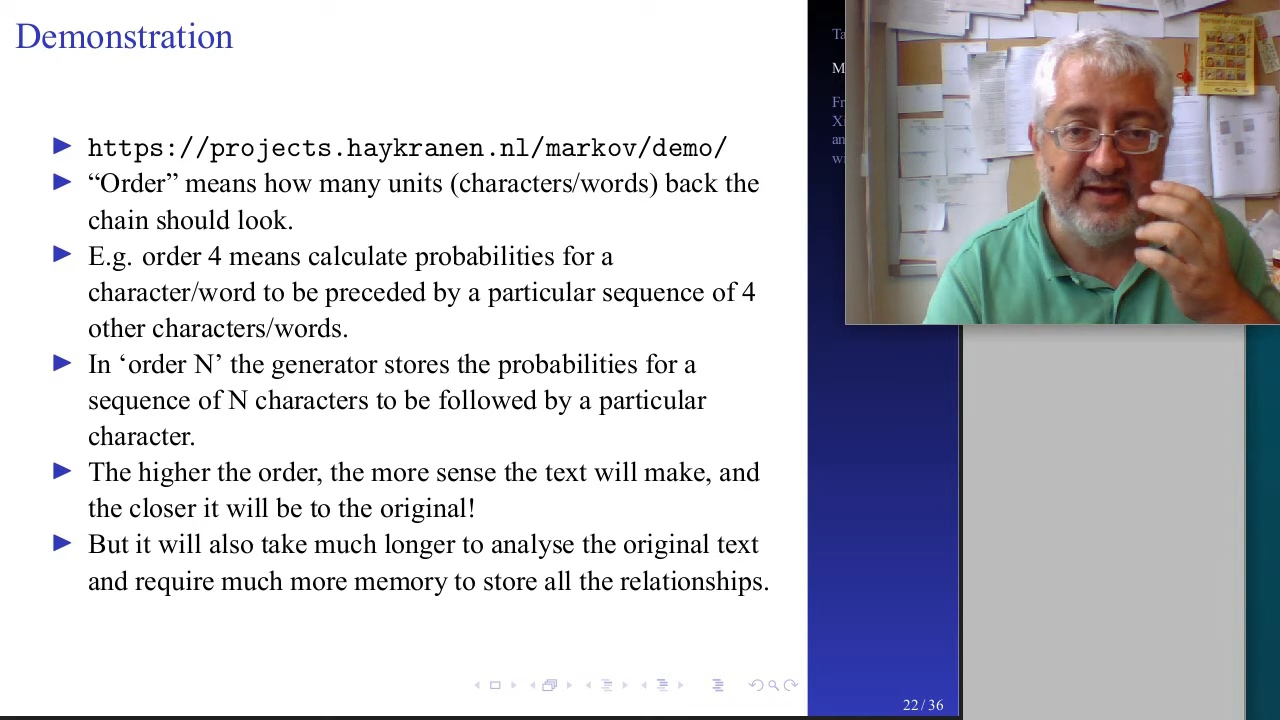 Demonstration
https://projects.haykranen.nl/markov/demo/
“Order” means how many units (characters/words) back the
chain should look.
E.g. order 4 means calculate probabilities for a
character/word to be preceded by a particular sequence of 4
other characters/words.
In ‘order N’ the generator stores the probabilities for a
sequence of N characters to be followed by a particular
character.
The higher the order, the more sense the text will make, and
the closer it will be to the original!
But it will also take much longer to analyse the original text
and require much more memory to store all the relationships.
22 / 36